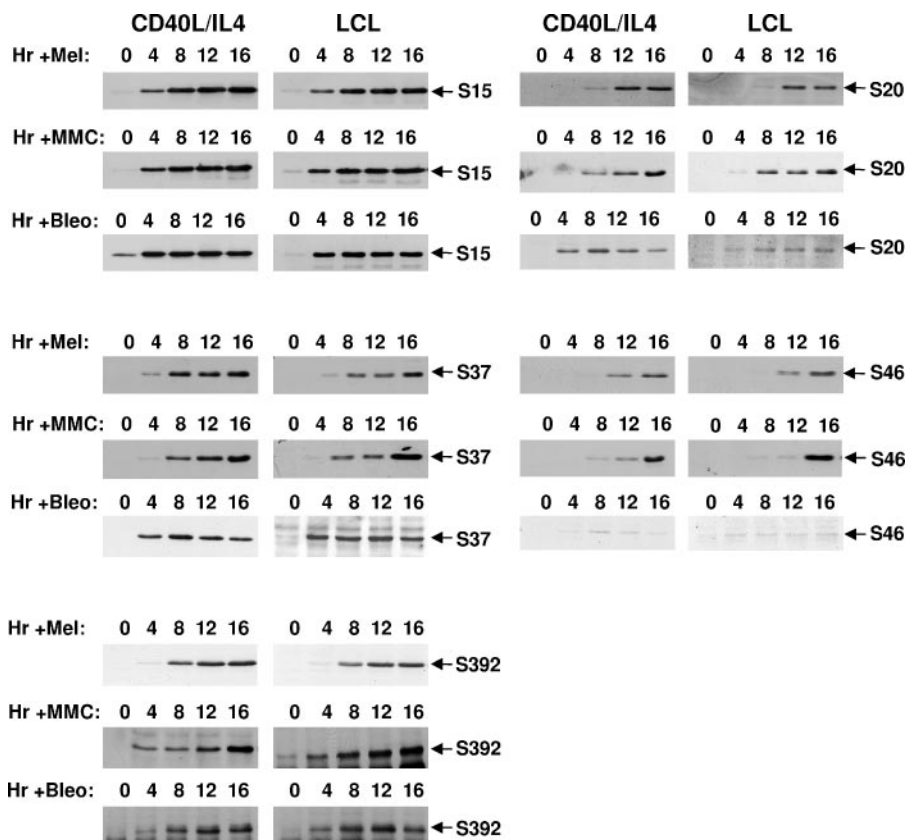 CD40L/IL4 LCL CD40L/IL4 LCL
Hr +Mel: 0 4 8 12 16 0 4 8 12 16 0 4 8 12 16 0 4 8 12 16
S15 S20
Hr +MMC: 0 4 8 12 16 0 4 8 12 16 0 4 8 12 16 0 4 8 12 16
S15 S20
Hr +Bleo: 0 4 8 12 16 0 4 8 12 16 0 4 8 12 16 0 4 8 12 16
S15 S20
Hr +Mel: 0 4 8 12 16 0 4 8 12 16 0 4 8 12 16 0 4 8 12 16
S37 S46
Hr +MMC: 0 4 8 12 16 0 4 8 12 16 0 4 8 12 16 0 4 8 12 16
S37 S46
Hr +Bleo: 0 4 8 12 16 0 4 8 12 16 0 4 8 12 16 0 4 8 12 16
S37 S46
Hr +Mel: 0 4 8 12 16 0 4 8 12 16
S392
Hr +MMC: 0 4 8 12 16 0 4 8 12 16
S392
Hr +Bleo: 0 4 8 12 16 0 4 8 12 16
S392